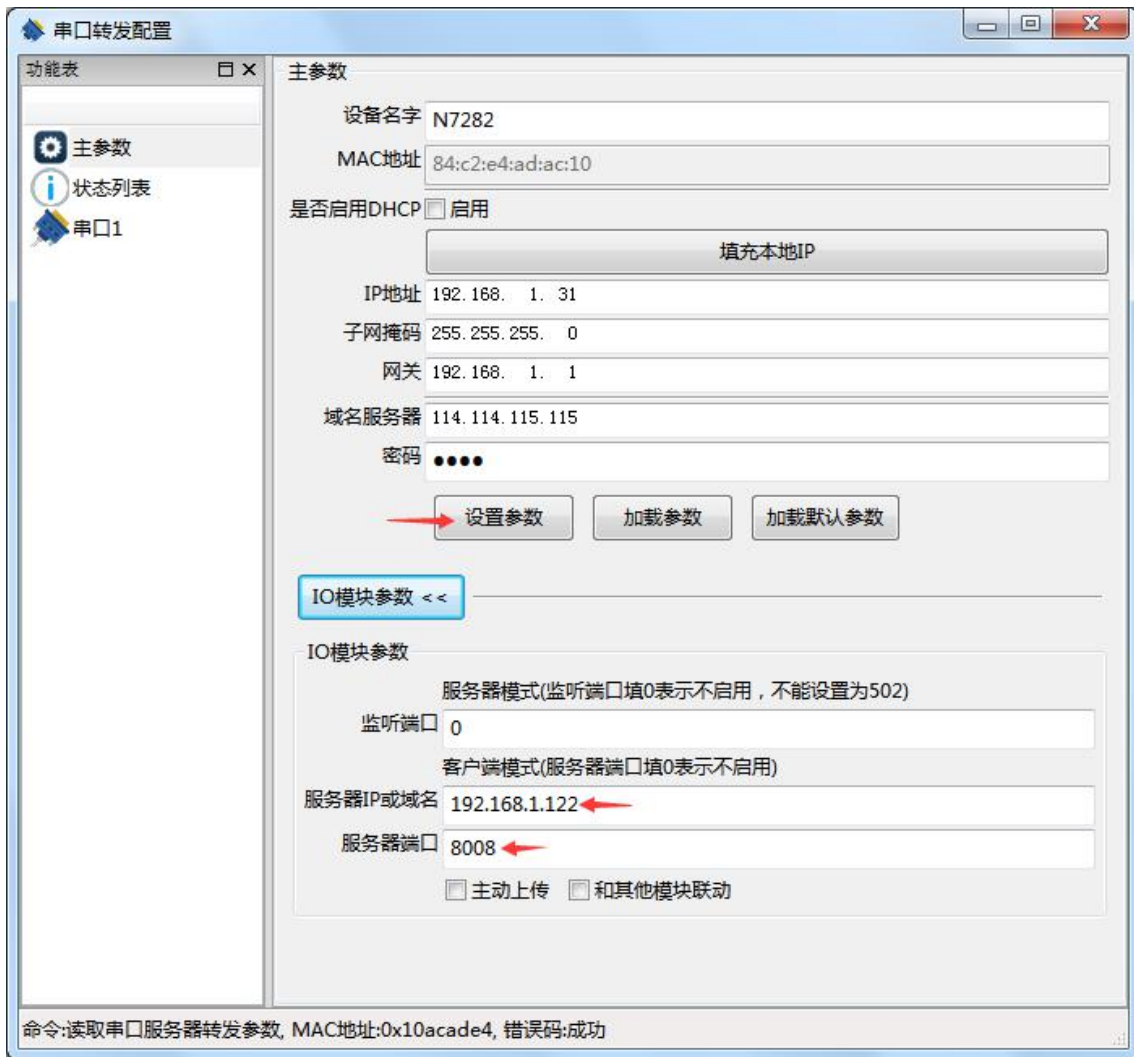 串口转发配置
功能表
主参数
状态列表
串口1
主参数
设备名字 N7282
MAC地址 84:c2:e4:ad:ac:10
是否启用DHCP 启用
填充本地IP
IP地址 192.168. 1. 31
子网掩码 255.255.255. 0
网关 192.168. 1. 1
域名服务器 114.114.115.115
密码 ●●●●
设置参数 加载参数 加载默认参数
IO模块参数 <<
IO模块参数
服务器模式(监听端口填0表示不启用，不能设置为502)
监听端口 0
客户端模式(服务器端口填0表示不启用)
服务器IP或域名 192.168.1.122
服务器端口 8008
主动上传 和其他模块联动
命令:读取串口服务器转发参数, MAC地址:0x10acade4, 错误码:成功